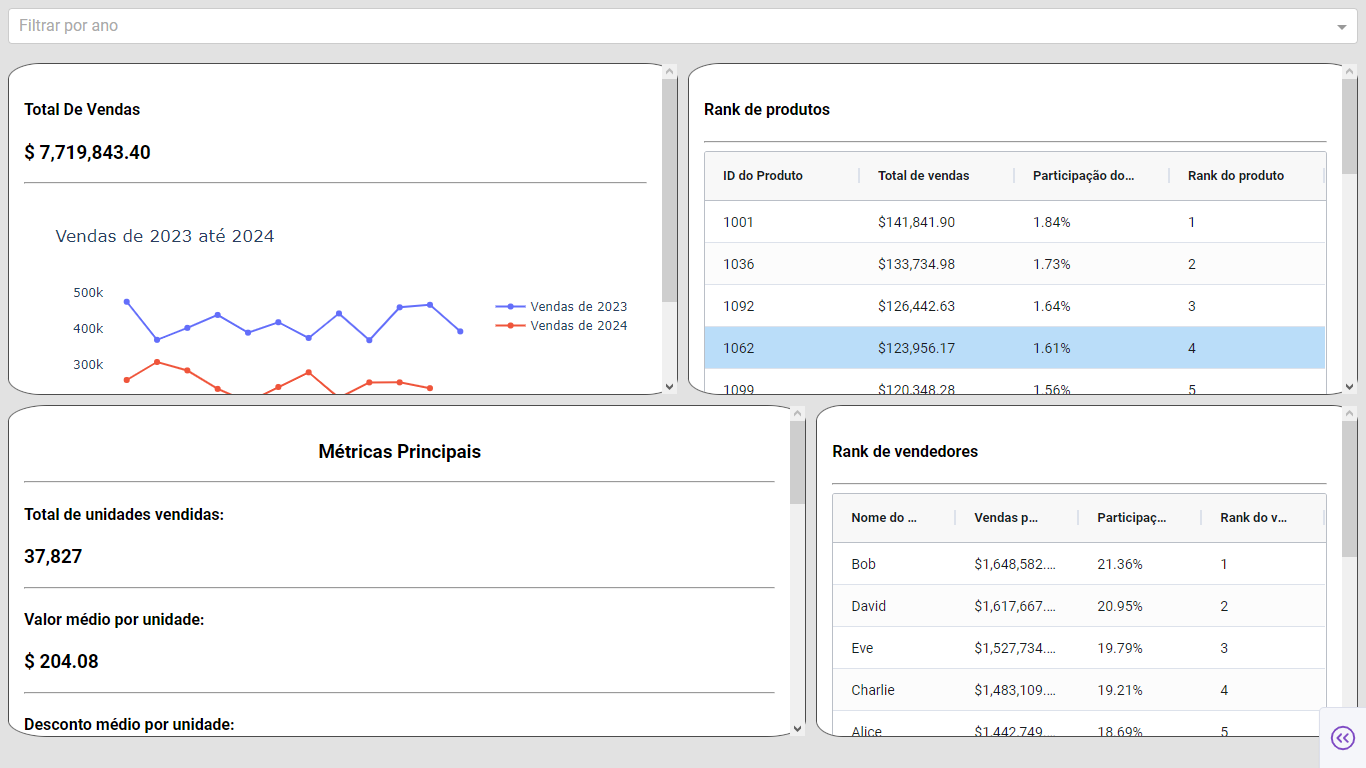 Filtrar por ano
Total De Vendas
$ 7,719,843.40
Vendas de 2023 até 2024
500k
400k
300k
Vendas de 2023
Vendas de 2024
Rank de produtos
ID do Produto Total de vendas Participação do... Rank do produto
1001 $141,841.90 1.84% 1
1036 $133,734.98 1.73% 2
1092 $126,442.63 1.64% 3
1062 $123,956.17 1.61% 4
1099 $120,348.28 1.56% 5
Métricas Principais
Total de unidades vendidas:
37,827
Valor médio por unidade:
$ 204.08
Desconto médio por unidade:
Rank de vendedores
Nome do ... Vendas p... Participaç... Rank do v...
Bob $1,648,582.... 21.36% 1
David $1,617,667.... 20.95% 2
Eve $1,527,734.... 19.79% 3
Charlie $1,483,109.... 19.21% 4
Alice $1,442,749.... 18.69% 5